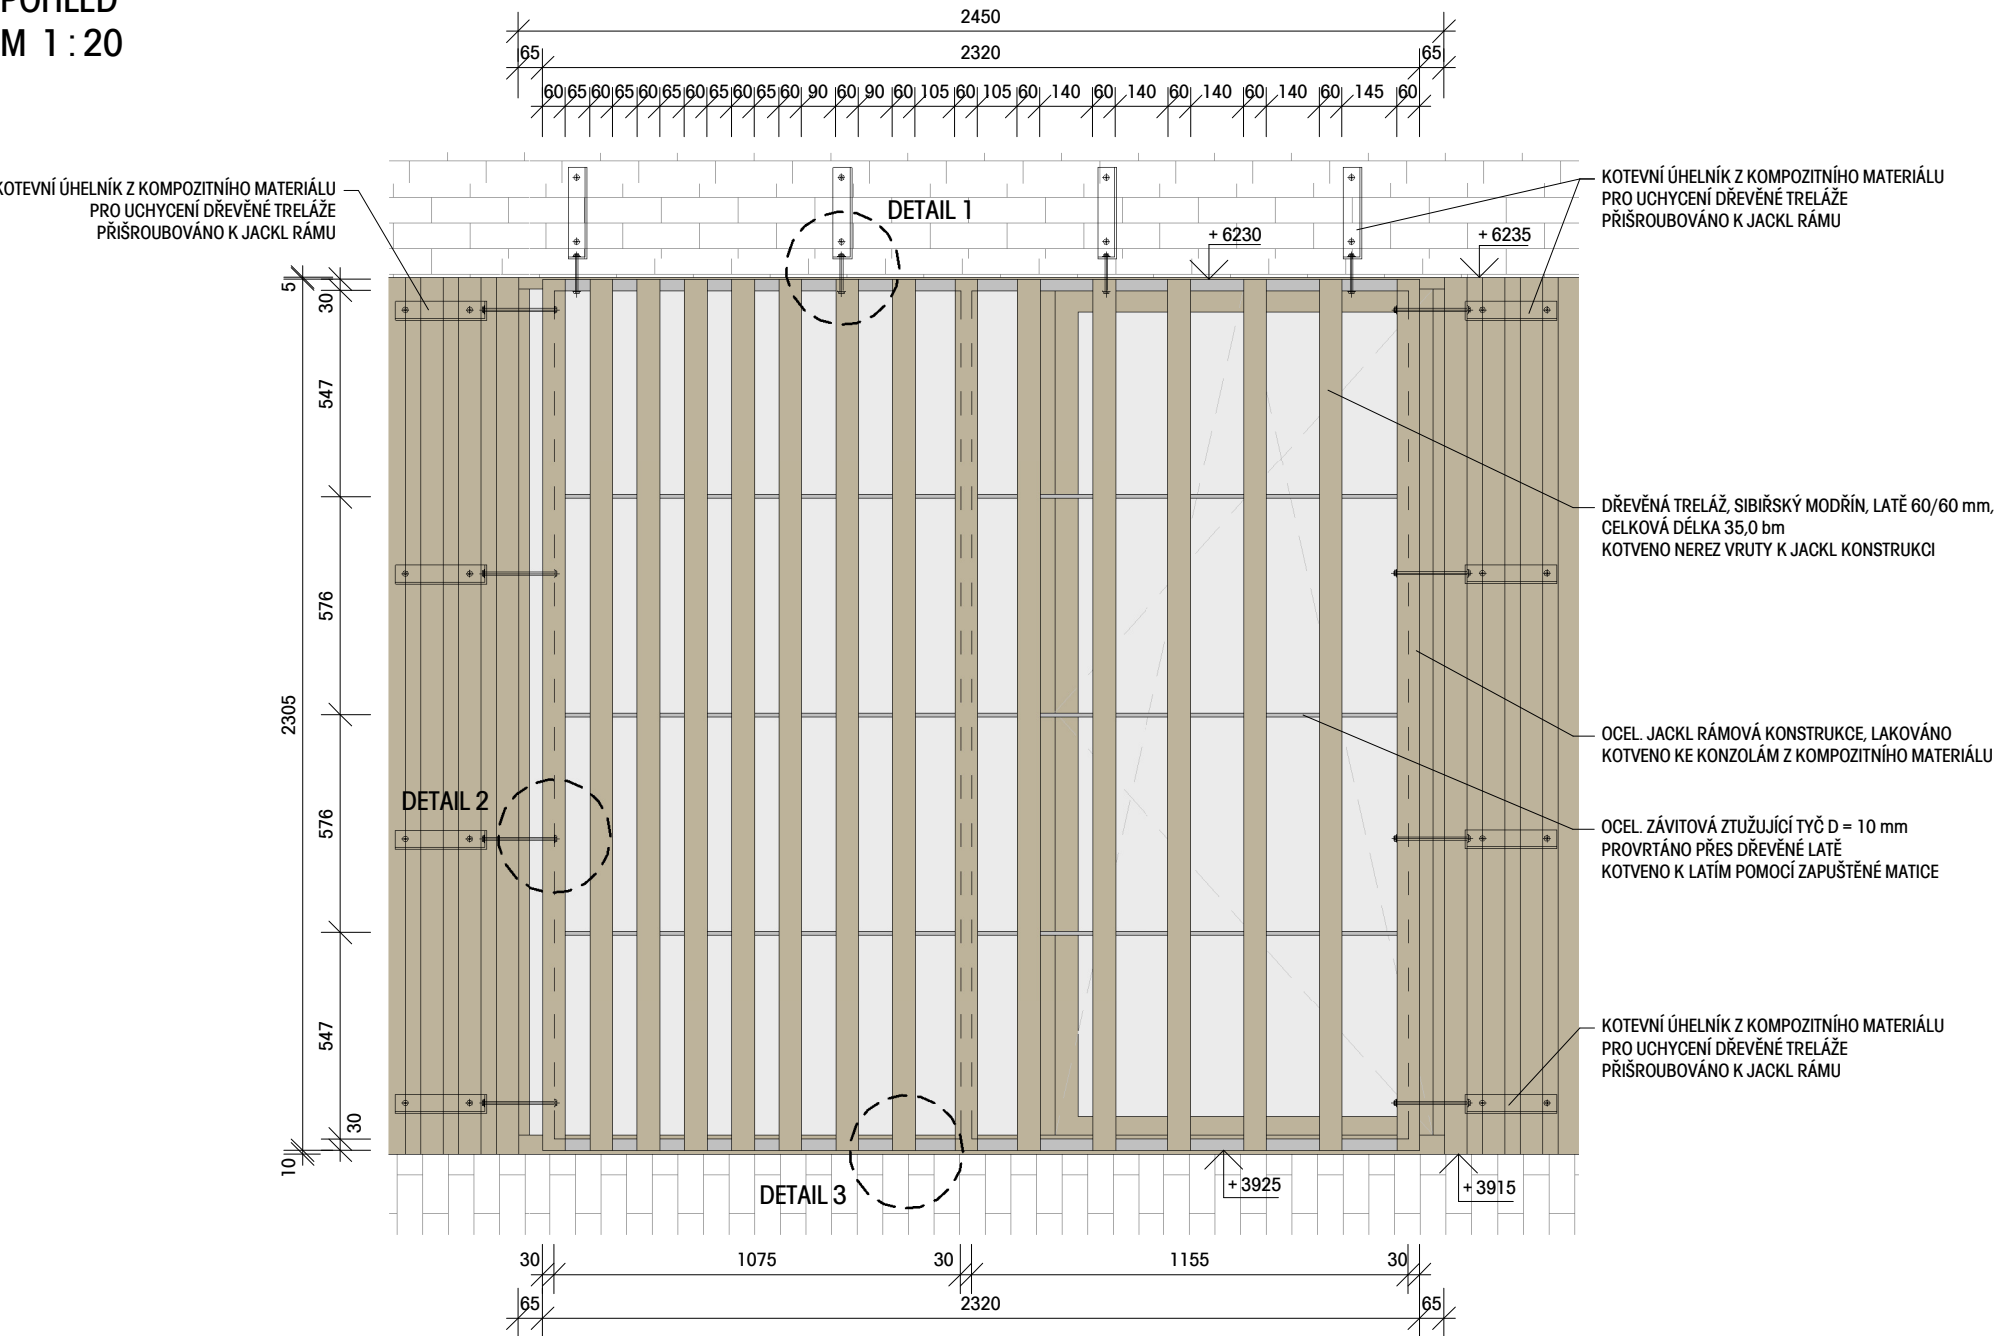 POHLED
M 1 : 20
2450
65
2320
65
60 65 60 65 60 65 60 65 60 65 60 90 60 90 60 105 60 105 60 140 60 140 60 140 60 140 60 145 60
KOTEVNÍ ÚHELNÍK Z KOMPOZITNÍHO MATERIÁLU
PRO UCHYCENÍ DŘEVĚNÉ TRELÁŽE
PŘIŠROUBOVÁNO K JACKL RÁMU
DETAIL 1
+ 6230
+ 6235
KOTEVNÍ ÚHELNÍK Z KOMPOZITNÍHO MATERIÁLU
PRO UCHYCENÍ DŘEVĚNÉ TRELÁŽE
PŘIŠROUBOVÁNO K JACKL RÁMU
5
30
547
576
2305
576
547
30
10
DŘEVĚNÁ TRELÁŽ, SIBIŘSKÝ MODŘÍN, LATĚ 60/60 mm,
CELKOVÁ DÉLKA 35,0 bm
KOTVENO NEREZ VRUTY K JACKL KONSTRUKCI
OCEL. JACKL RÁMOVÁ KONSTRUKCE, LAKOVÁNO
KOTVENO KE KONZOLÁM Z KOMPOZITNÍHO MATERIÁLU
DETAIL 2
OCEL. ZÁVITOVÁ ZTUŽUJÍCÍ TYČ D = 10 mm
PROVRTÁNO PŘES DŘEVĚNÉ LATĚ
KOTVENO K LATÍM POMOCÍ ZAPUŠTĚNÉ MATICE
KOTEVNÍ ÚHELNÍK Z KOMPOZITNÍHO MATERIÁLU
PRO UCHYCENÍ DŘEVĚNÉ TRELÁŽE
PŘIŠROUBOVÁNO K JACKL RÁMU
DETAIL 3
+ 3925
+ 3915
30 1075 30 1155 30
65 2320 65